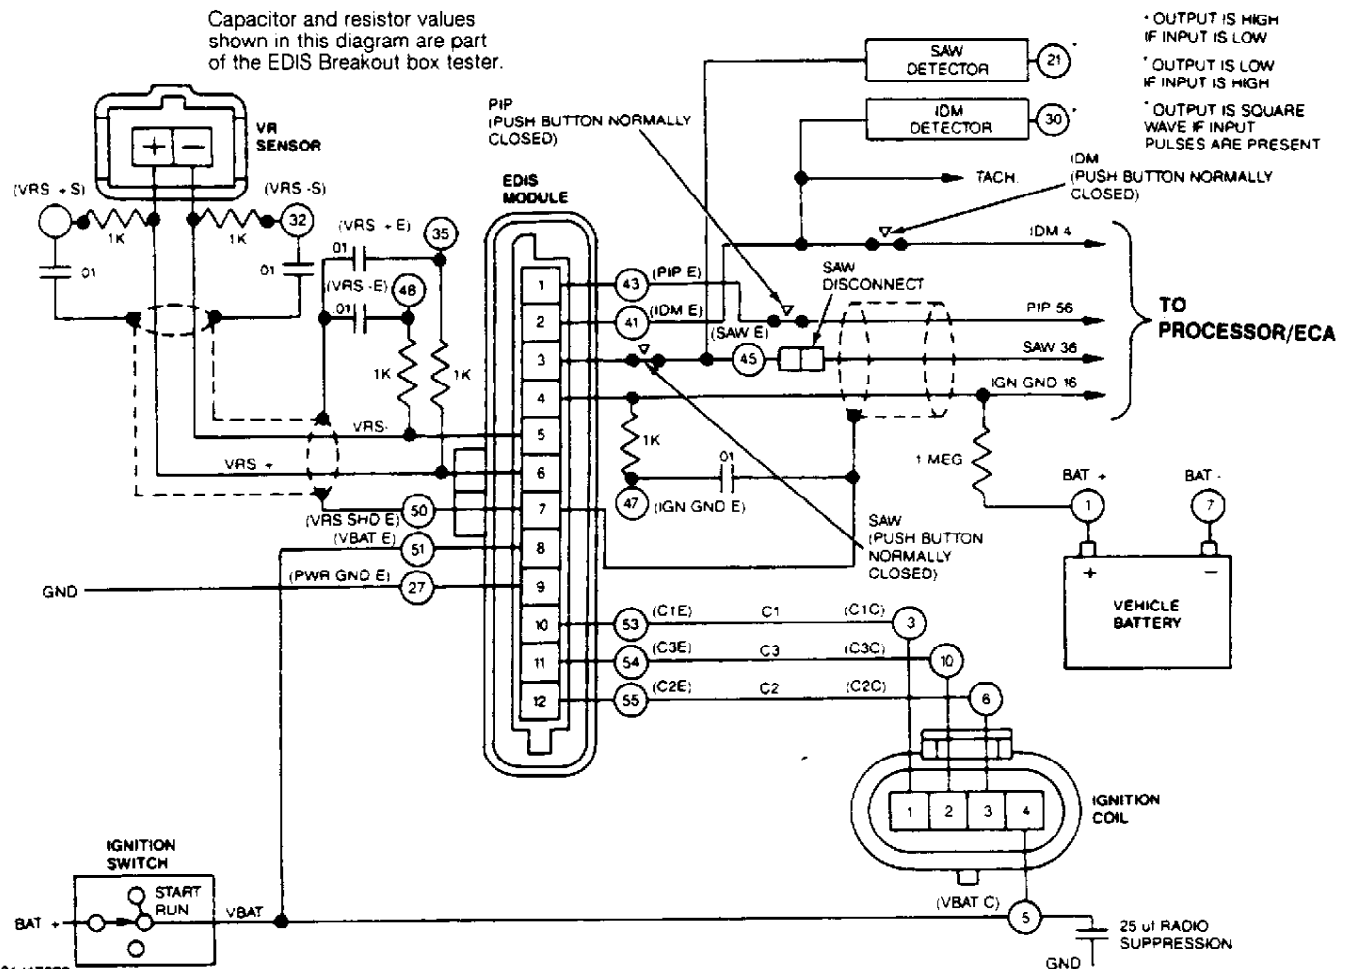 Capacitor and resistor values
shown in this diagram are part
of the EDIS Breakout box tester.
* OUTPUT IS HIGH
IF INPUT IS LOW
* OUTPUT IS LOW
IF INPUT IS HIGH
* OUTPUT IS SQUARE
WAVE IF INPUT
PULSES ARE PRESENT
SAW
DETECTOR
21
*
IDM
DETECTOR
30
*
PIP
(PUSH BUTTON NORMALLY
CLOSED)
VR
SENSOR
+
−
(VRS + S)
(VRS -S)
32
1K
1K
01
01
EDIS
MODULE
TACH.
IDM
(PUSH BUTTON NORMALLY
CLOSED)
(VRS + E)
35
01
(VRS -E)
48
01
1K
1K
IDM 4
SAW
DISCONNECT
1
43
(PIP E)
2
41
(IDM E)
PIP 56
TO
PROCESSOR/ECA
(SAW E)
3
45
SAW 36
4
IGN GND 16
VRS-
5
1K
VRS +
6
01
1 MEG
BAT +
1
BAT -
7
47
(IGN GND E)
(VRS SHD E)
50
7
(VBAT E)
51
8
SAW
(PUSH BUTTON
NORMALLY
CLOSED)
GND
(PWR GND E)
27
9
+
−
VEHICLE
BATTERY
10
53
(C1E)
C1
(C1C)
3
11
54
(C3E)
C3
(C3C)
10
12
55
(C2E)
C2
(C2C)
6
1
2
3
4
IGNITION
COIL
IGNITION
SWITCH
START
RUN
BAT +
VBAT
(VBAT C)
5
25 uf RADIO
SUPPRESSION
GND